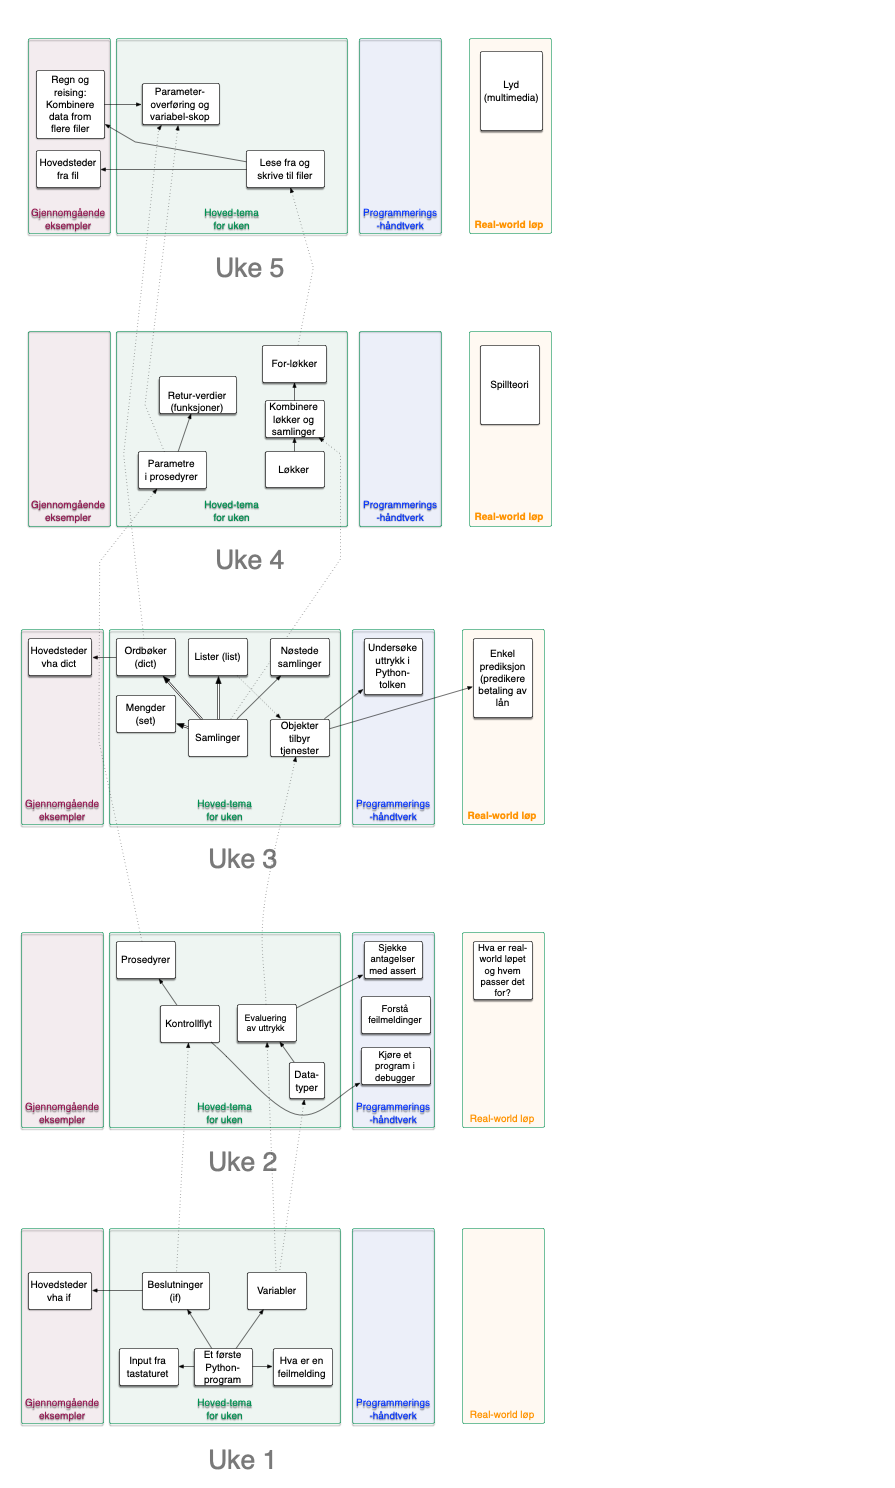 Regn og
reising:
Kombinere
data from
flere filer
Parameter-
overføring og
variabel-skop
Lyd
(multimedia)
Hovedsteder
fra fil
Lese fra og
skrive til filer
Gjennomgående
eksempler
Hoved-tema
for uken
Programmerings
-håndtverk
Real-world løp
Uke 5
For-løkker
Spillteori
Retur-verdier
(funksjoner)
Kombinere
løkker og
samlinger
Parametre
i prosedyrer
Løkker
Gjennomgående
eksempler
Hoved-tema
for uken
Programmerings
-håndtverk
Real-world løp
Uke 4
Hovedsteder
vha dict
Ordbøker
(dict)
Lister (list)
Nøstede
samlinger
Undersøke
uttrykk i
Python-
tolken
Enkel
prediksjon
(predikere
betaling av
lån
Mengder
(set)
Samlinger
Objekter
tilbyr
tjenester
Gjennomgående
eksempler
Hoved-tema
for uken
Programmerings
-håndtverk
Real-world løp
Uke 3
Prosedyrer
Sjekke
antagelser
med assert
Hva er real-
world løpet
og hvem
passer det
for?
Kontrollflyt
Evaluering
av uttrykk
Forstå
feilmeldinger
Data-
typer
Kjøre et
program i
debugger
Gjennomgående
eksempler
Hoved-tema
for uken
Programmerings
-håndtverk
Real-world løp
Uke 2
Hovedsteder
vha if
Beslutninger
(if)
Variabler
Input fra
tastaturet
Et første
Python-
program
Hva er en
feilmelding
Gjennomgående
eksempler
Hoved-tema
for uken
Programmerings
-håndtverk
Real-world løp
Uke 1